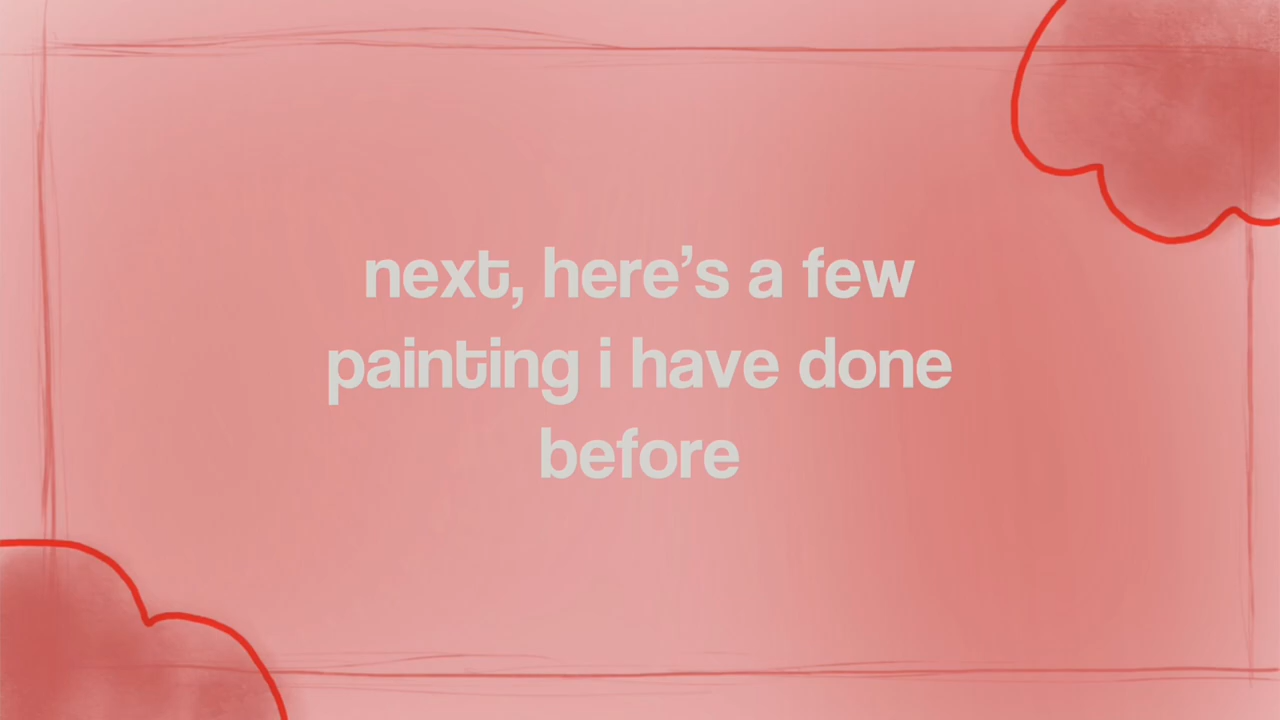 next, here’s a few
painting i have done
before